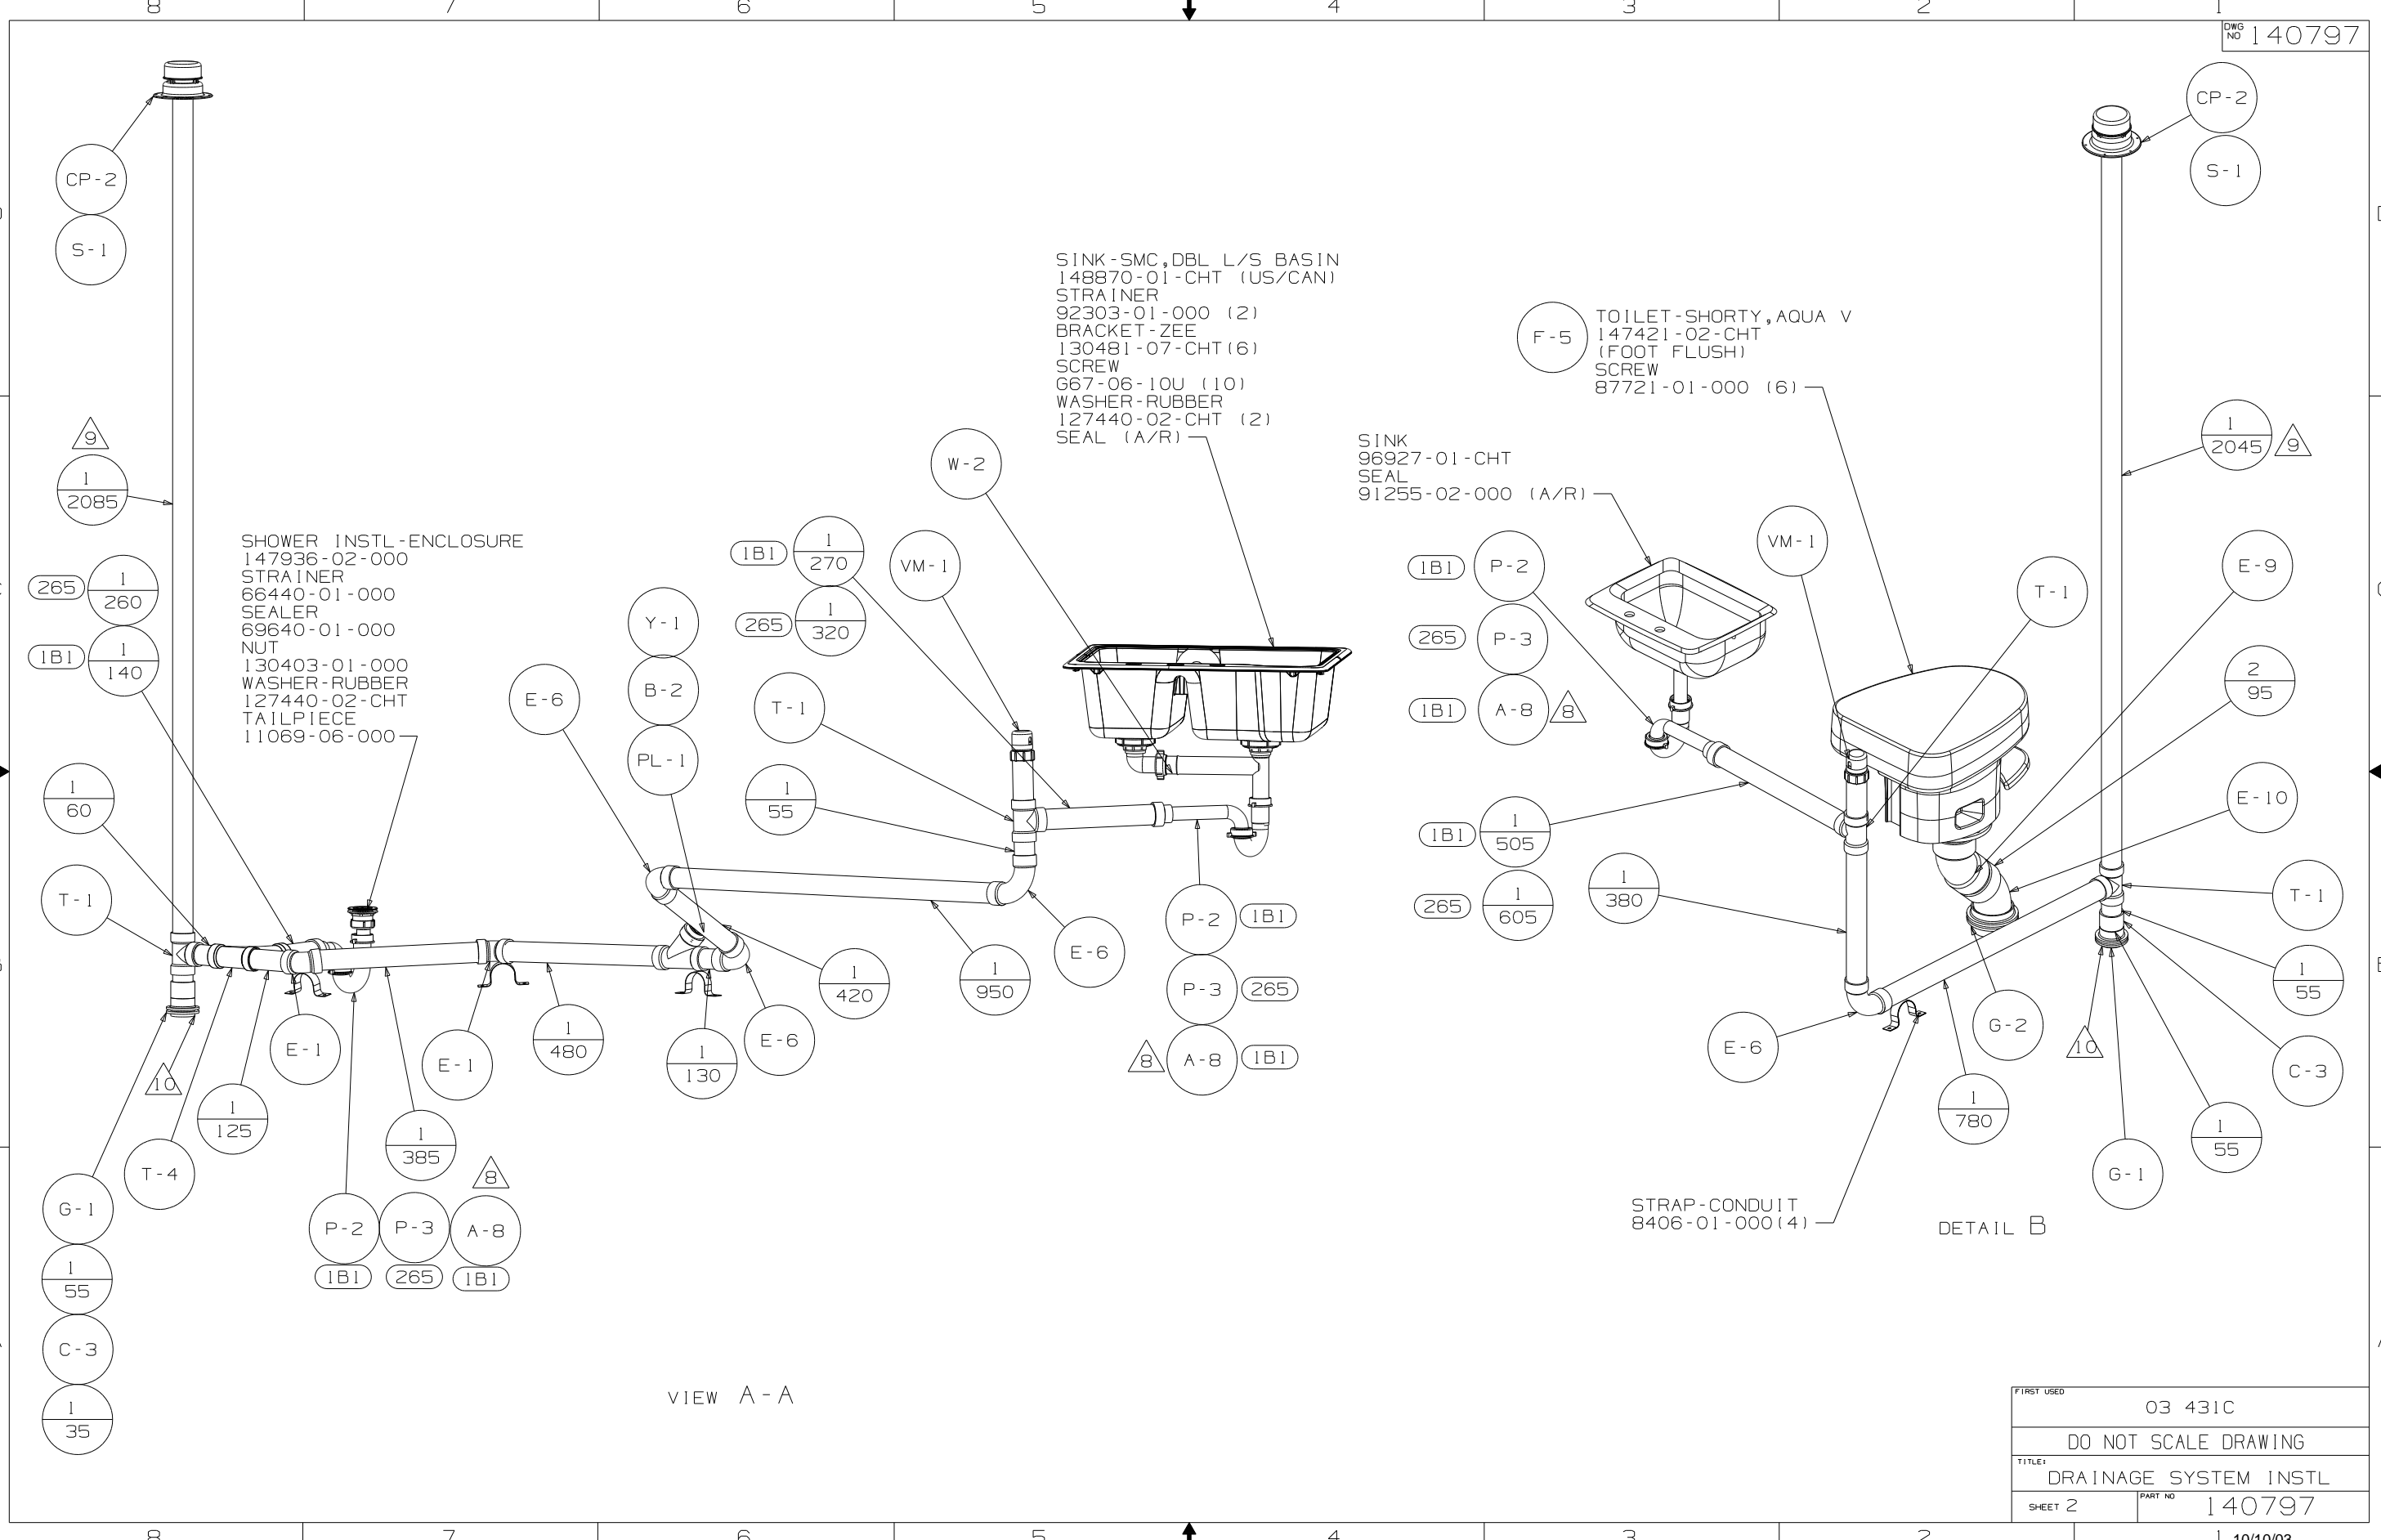 8 7 6 5 4 3 2 1
DWG NO 140797
CP-2
S-1
9
1
2085
265
1
260
1B1
1
140
SHOWER INSTL-ENCLOSURE
147936-02-000
STRAINER
66440-01-000
SEALER
69640-01-000
NUT
130403-01-000
WASHER-RUBBER
127440-02-CHT
TAILPIECE
11069-06-000
1
60
T-1
10
T-4
G-1
1
55
C-3
1
35
1
125
E-1
P-2
1B1
P-3
265
8
A-8
1B1
1
385
E-1
1
480
E-6
Y-1
B-2
PL-1
1
130
E-6
1
420
1
950
E-6
1B1
1
270
265
1
320
VM-1
T-1
1
55
W-2
SINK-SMC,DBL L/S BASIN
148870-01-CHT (US/CAN)
STRAINER
92303-01-000 (2)
BRACKET-ZEE
130481-07-CHT(6)
SCREW
G67-06-10U (10)
WASHER-RUBBER
127440-02-CHT (2)
SEAL (A/R)
P-2
1B1
P-3
265
8
A-8
1B1
VIEW A-A
SINK
96927-01-CHT
SEAL
91255-02-000 (A/R)
F-5
TOILET-SHORTY,AQUA V
147421-02-CHT
(FOOT FLUSH)
SCREW
87721-01-000 (6)
1B1
P-2
265
P-3
1B1
A-8
8
1B1
1
505
265
1
605
1
380
E-6
VM-1
T-1
CP-2
S-1
1
2045
9
E-9
2
95
E-10
T-1
1
55
C-3
1
55
G-1
10
G-2
1
780
STRAP-CONDUIT
8406-01-000(4)
DETAIL B
FIRST USED
03 431C
DO NOT SCALE DRAWING
TITLE:
DRAINAGE SYSTEM INSTL
SHEET 2
PART NO 140797
8 7 6 5 4 3 2 1